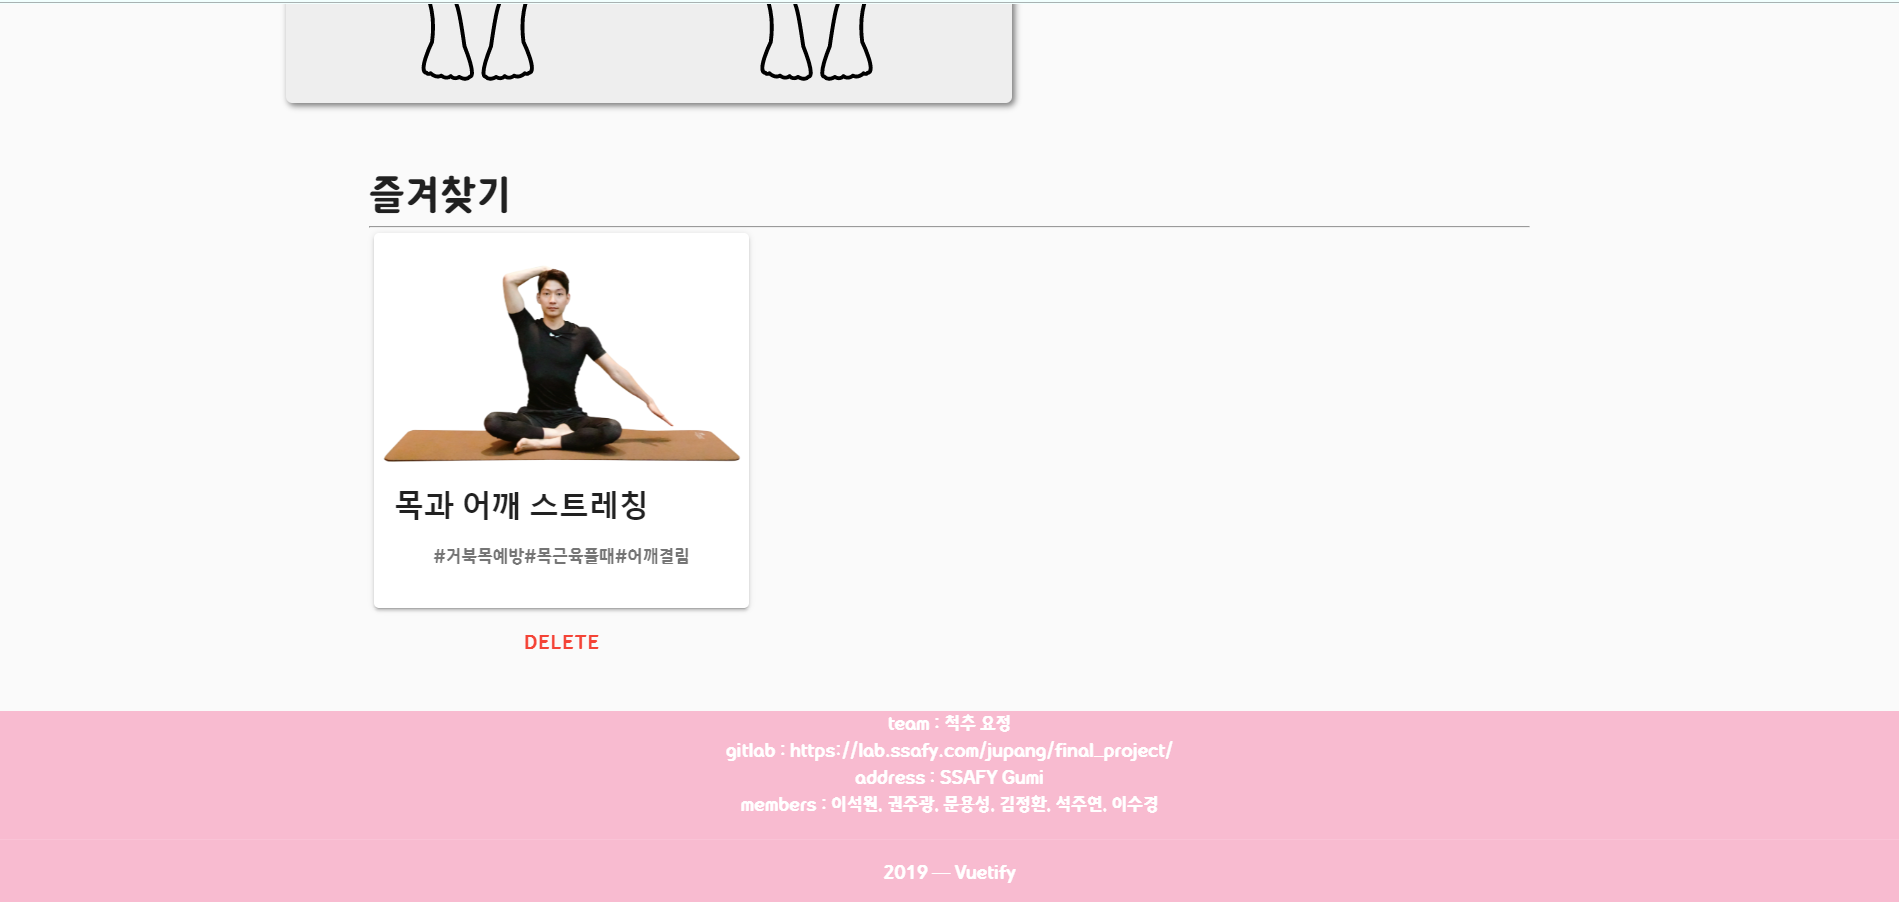 즐겨찾기
목과 어깨 스트레칭
#거북목예방#목근육풀때#어깨결림
DELETE
team : 척추 요정
gitlab : https://lab.ssafy.com/jupang/final_project/
address : SSAFY Gumi
members : 이석원, 권주광, 문용성, 김정환, 석주연, 이수경
2019 — Vuetify